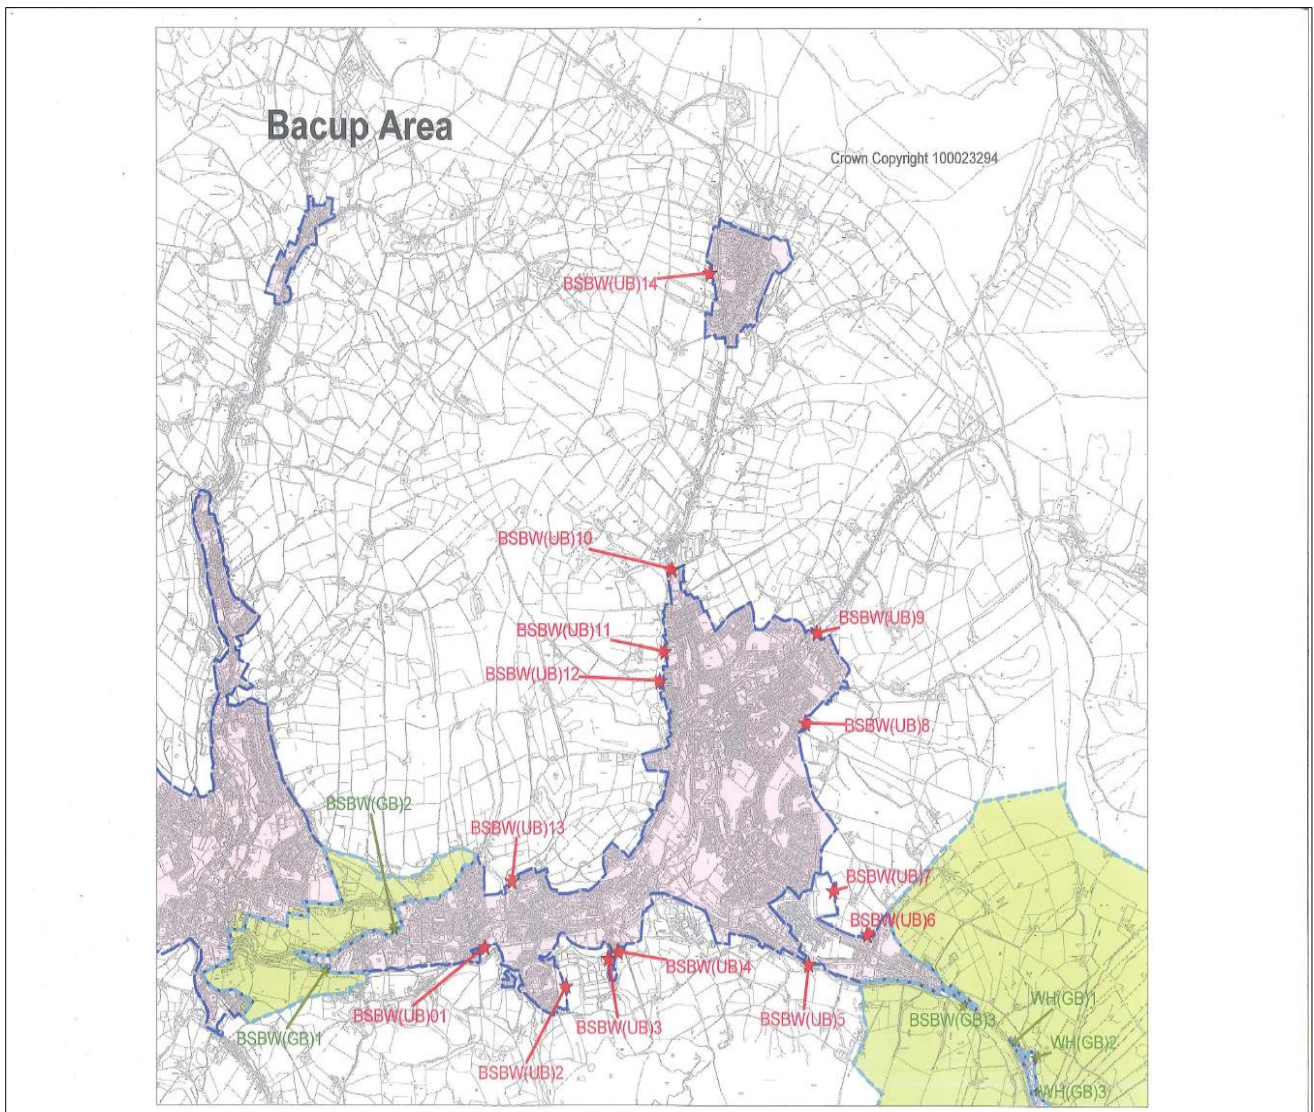 Bacup Area
Crown Copyright 100023294
BSBW(UB)14
BSBW(UB)10
BSBW(UB)11
BSBW(UB)9
BSBW(UB)12
BSBW(UB)8
BSBW(GB)2
BSBW(UB)13
BSBW(UB)7
BSBW(UB)6
BSBW(UB)4
BSBW(UB)01
BSBW(UB)3
BSBW(UB)5
BSBW(GB)3
WH(GB)1
BSBW(GB)1
WH(GB)2
BSBW(UB)2
WH(GB)3